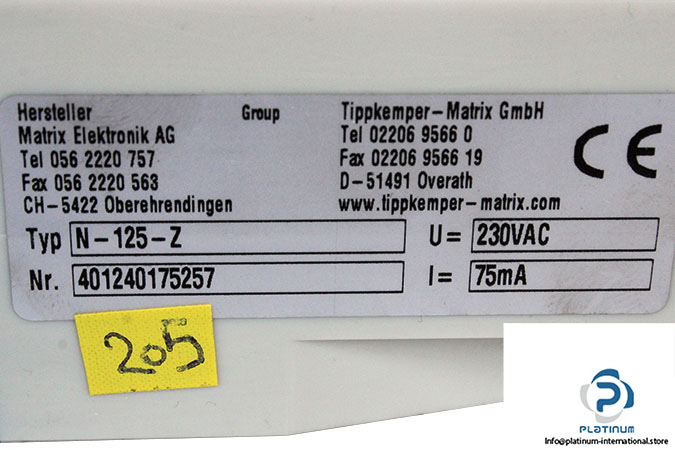 Hersteller
Matrix Elektronik AG
Tel 056 2220 757
Fax 056 2220 563
CH-5422 Oberehrendingen
Group
Tippkemper-Matrix GmbH
Tel 02206 9566 0
Fax 02206 9566 19
D-51491 Overath
www.tippkemper-matrix.com
CE
Typ N-125-Z U= 230VAC
Nr. 401240175257 I= 75mA
205
PLATINUM
Info@platinum-international.store